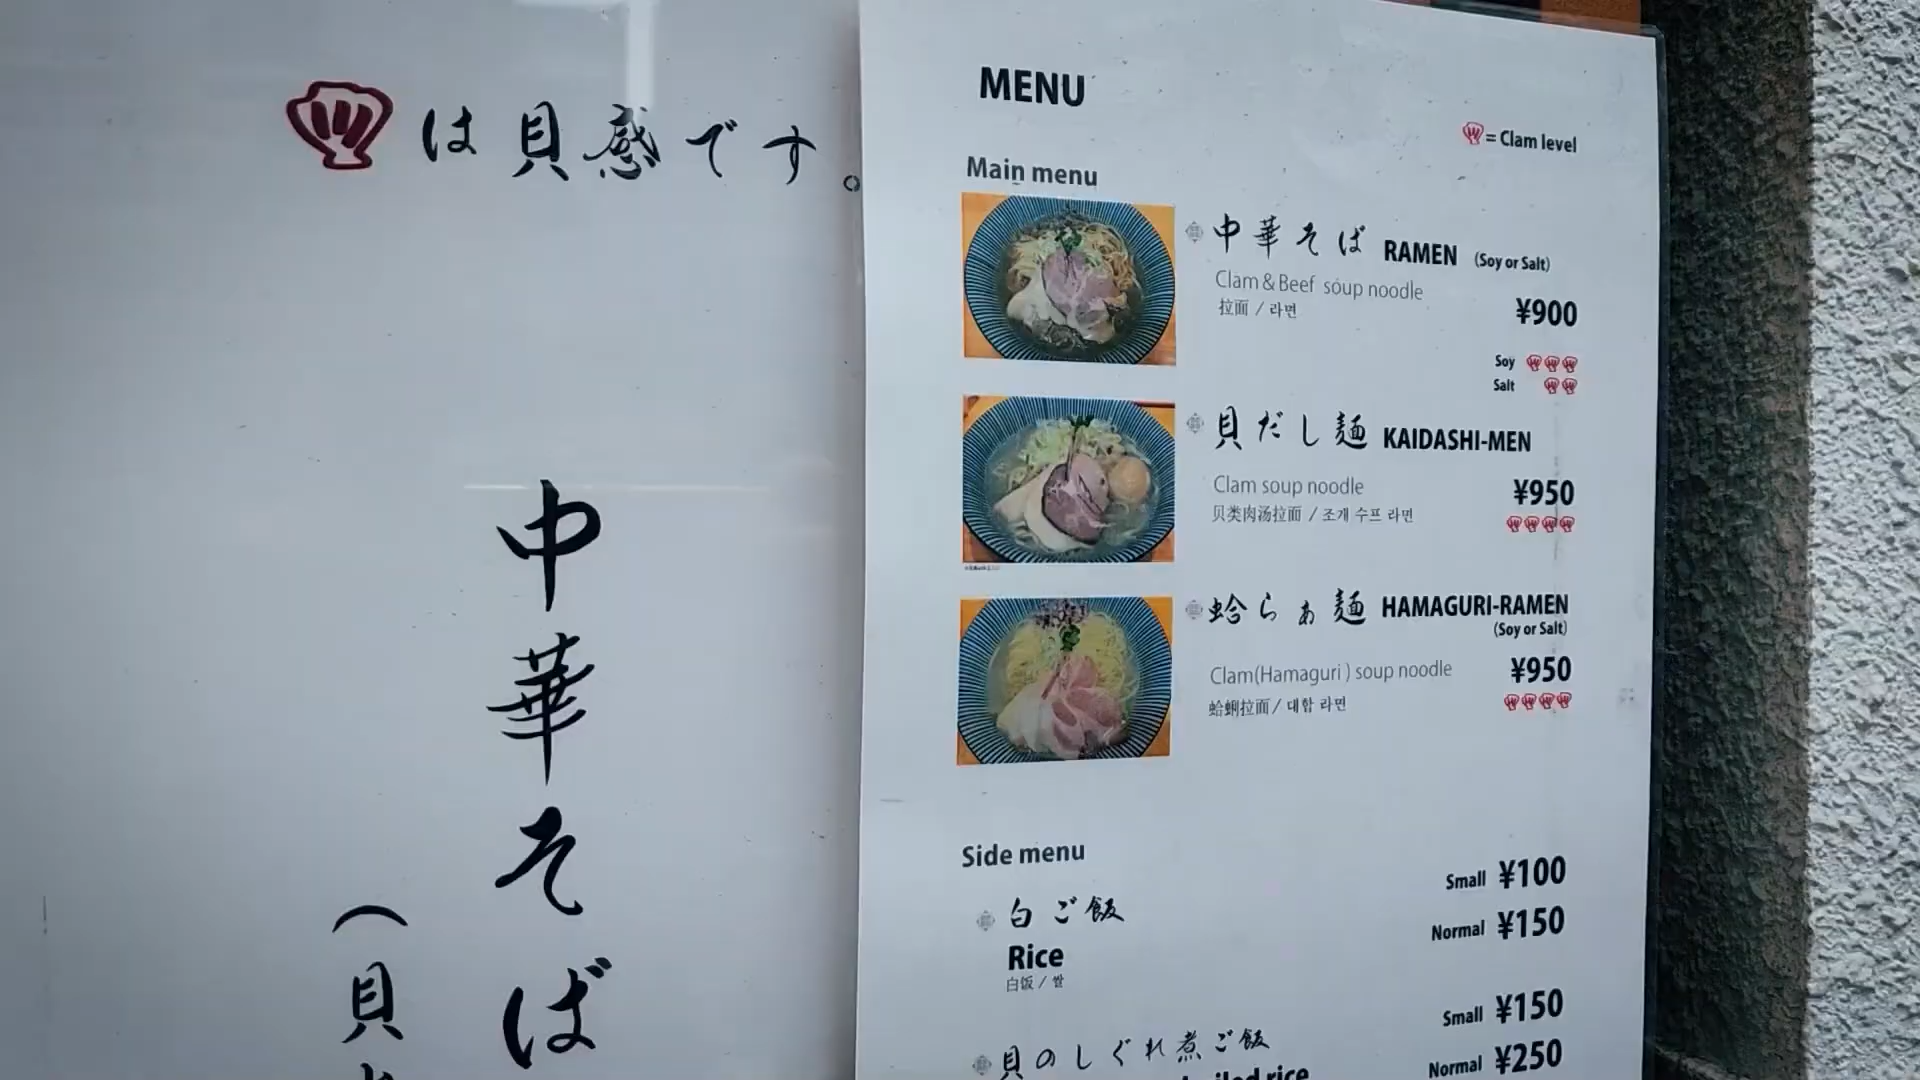 は貝感です。
中華そば
（貝
MENU
= Clam level
Main menu
中華そば RAMEN (Soy or Salt)
Clam & Beef soup noodle
拉面 / 라면
¥900
Soy
Salt
貝だし麺 KAIDASHI-MEN
Clam soup noodle
¥950
贝类肉汤拉面 / 조개 수프 라면
蛤らぁ麺 HAMAGURI-RAMEN
(Soy or Salt)
Clam(Hamaguri ) soup noodle
¥950
蛤蜊拉面 / 대합 라면
Side menu
白ご飯
Rice
白饭 / 쌀
Small ¥100
Normal ¥150
貝のしぐれ煮ご飯
rice
Small ¥150
Normal ¥250